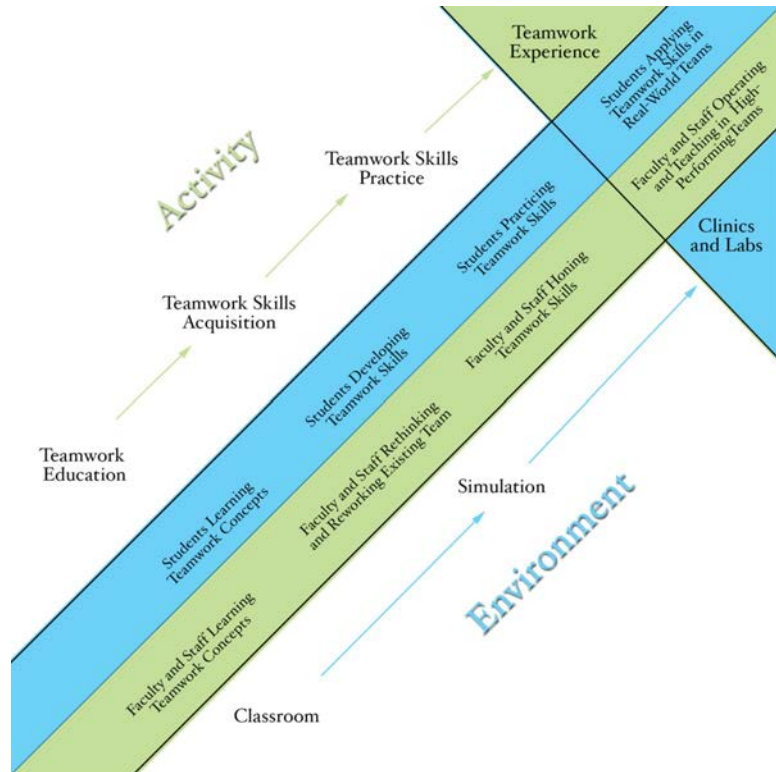 Teamwork
Experience
Students Applying
Teamwork Skills in
Real-World Teams
Faculty and Staff Operating
and Teaching in High-
Performing Teams
Clinics
and Labs
Activity
Teamwork Skills
Practice
Students Practicing
Teamwork Skills
Faculty and Staff Honing
Teamwork Skills
Teamwork Skills
Acquisition
Students Developing
Teamwork Skills
Faculty and Staff Rethinking
and Reworking Existing Team
Simulation
Environment
Teamwork
Education
Students Learning
Teamwork Concepts
Faculty and Staff Learning
Teamwork Concepts
Classroom